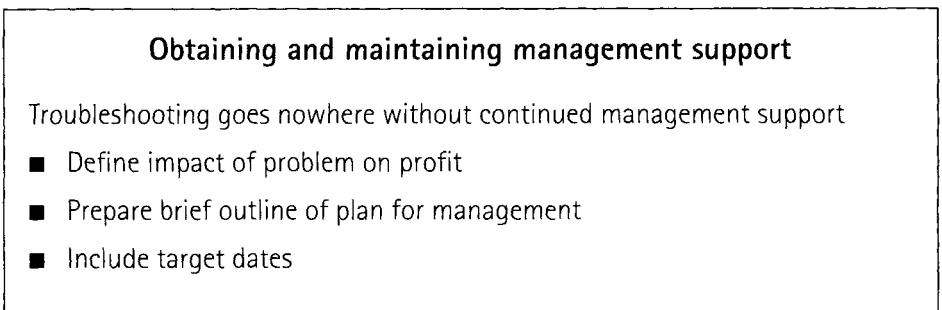 Obtaining and maintaining management support
Troubleshooting goes nowhere without continued management support
■ Define impact of problem on profit
■ Prepare brief outline of plan for management
■ Include target dates